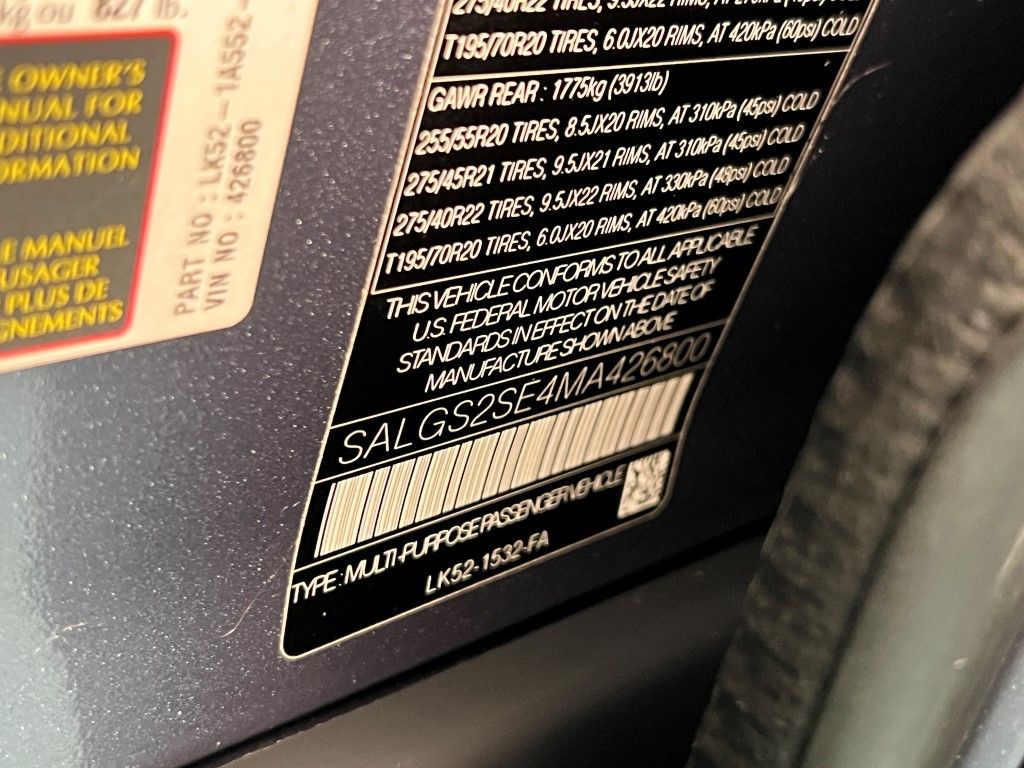 kg ou 827 lb.
OWNER'S
NUAL FOR
DITIONAL
ORMATION
E MANUEL
USAGER
PLUS DE
GNEMENTS
PART NO : LK52-1A552-
VIN NO : 426800
275/40R22 TIRES, 9.5JX22 RIMS, AT
T195/70R20 TIRES, 6.0JX20 RIMS, AT 420kPa (60psi) COLD
GAWR REAR : 1775kg (3913lb)
255/55R20 TIRES, 8.5JX20 RIMS, AT 310kPa (45psi) COLD
275/45R21 TIRES, 9.5JX21 RIMS, AT 310kPa (45psi) COLD
275/40R22 TIRES, 9.5JX22 RIMS, AT 330kPa (48psi) COLD
T195/70R20 TIRES, 6.0JX20 RIMS, AT 420kPa (60psi) COLD
THIS VEHICLE CONFORMS TO ALL APPLICABLE
U.S. FEDERAL MOTOR VEHICLE SAFETY
STANDARDS IN EFFECT ON THE DATE OF
MANUFACTURE SHOWN ABOVE
SALGS2SE4MA426800
TYPE : MULTI-PURPOSE PASSENGER VEHICLE
LK52-1532-FA